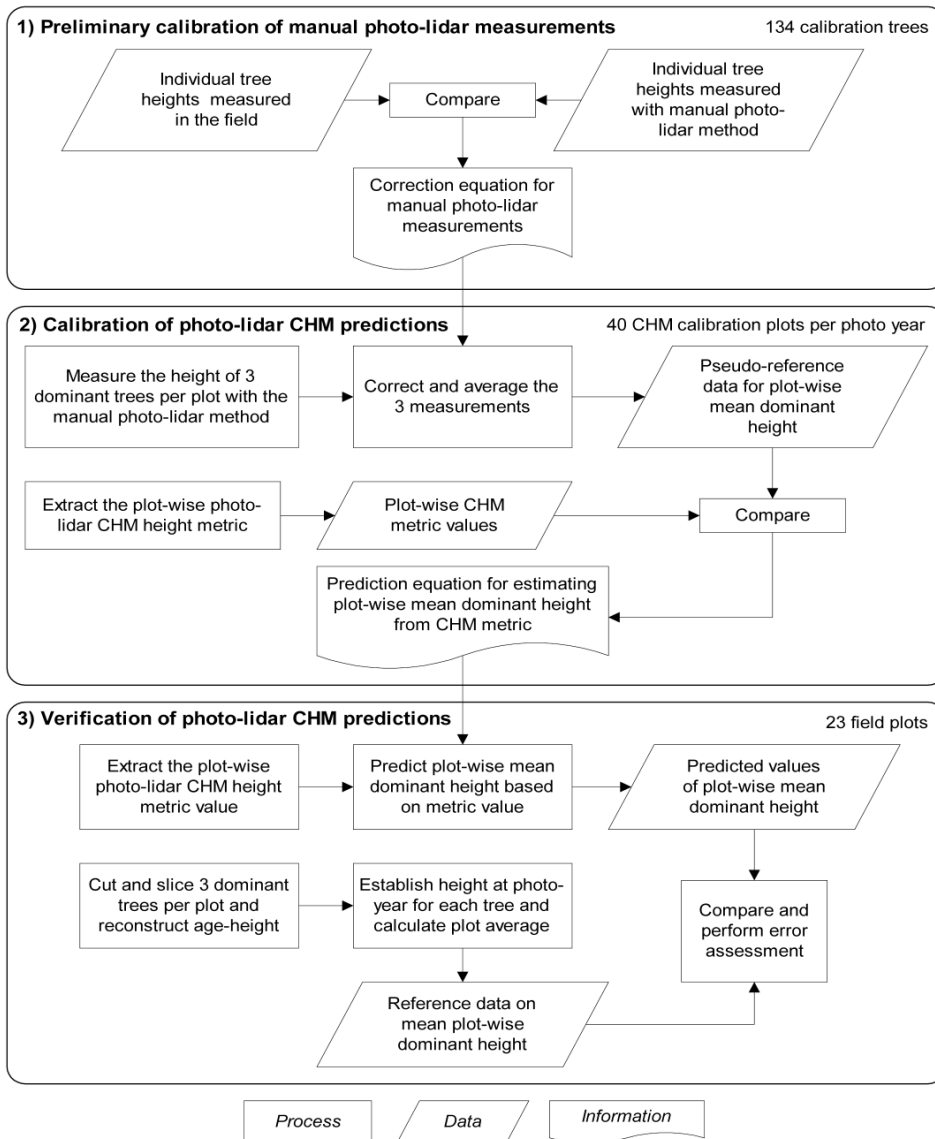 1) Preliminary calibration of manual photo-lidar measurements
134 calibration trees
Individual tree
heights measured
in the field
Compare
Individual tree
heights measured
with manual photo-
lidar method
Correction equation for
manual photo-lidar
measurements
2) Calibration of photo-lidar CHM predictions
40 CHM calibration plots per photo year
Measure the height of 3
dominant trees per plot with the
manual photo-lidar method
Correct and average the
3 measurements
Pseudo-reference
data for plot-wise
mean dominant
height
Extract the plot-wise photo-
lidar CHM height metric
Plot-wise CHM
metric values
Compare
Prediction equation for estimating
plot-wise mean dominant height
from CHM metric
3) Verification of photo-lidar CHM predictions
23 field plots
Extract the plot-wise
photo-lidar CHM height
metric value
Predict plot-wise mean
dominant height based
on metric value
Predicted values
of plot-wise mean
dominant height
Cut and slice 3 dominant
trees per plot and
reconstruct age-height
Establish height at photo-
year for each tree and
calculate plot average
Compare and
perform error
assessment
Reference data on
mean plot-wise
dominant height
Process
Data
Information